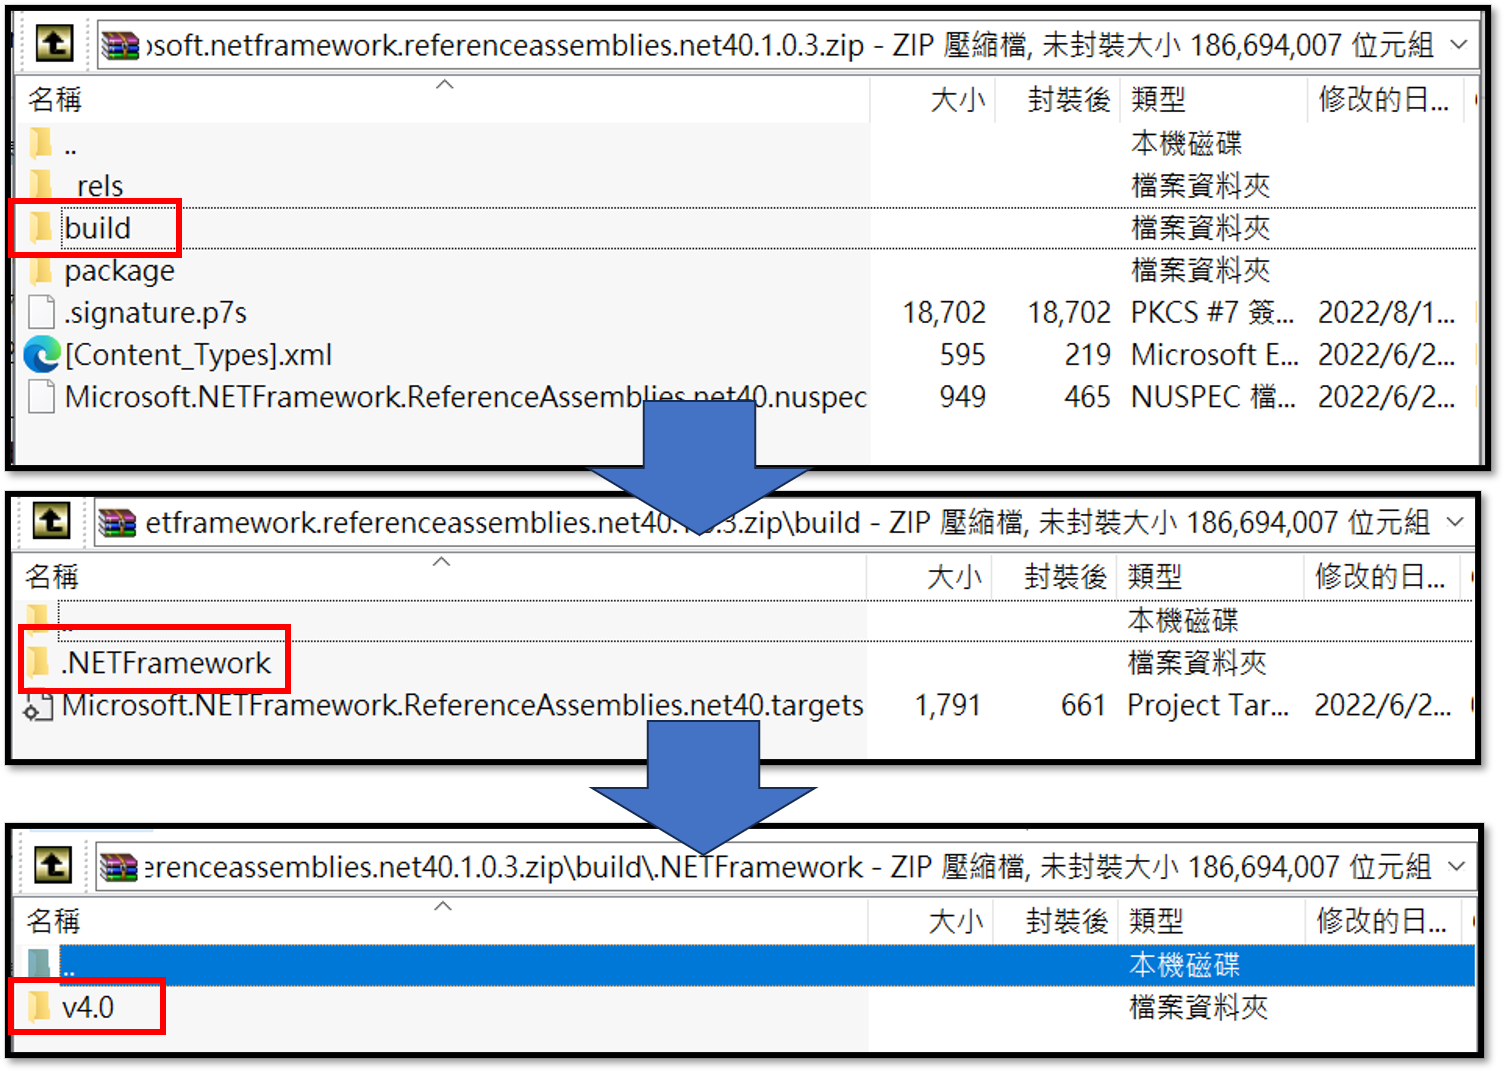 osoft.netframework.referenceassemblies.net40.1.0.3.zip - ZIP 壓縮檔, 未封裝大小 186,694,007 位元組
名稱 大小 封裝後 類型 修改的日...
.. 本機磁碟
_rels 檔案資料夾
build 檔案資料夾
package 檔案資料夾
.signature.p7s 18,702 18,702 PKCS #7 簽... 2022/8/1...
[Content_Types].xml 595 219 Microsoft E... 2022/6/2...
Microsoft.NETFramework.ReferenceAssemblies.net40.nuspec 949 465 NUSPEC 檔... 2022/6/2...
etframework.referenceassemblies.net40.1.0.3.zip\build - ZIP 壓縮檔, 未封裝大小 186,694,007 位元組
名稱 大小 封裝後 類型 修改的日...
.. 本機磁碟
.NETFramework 檔案資料夾
Microsoft.NETFramework.ReferenceAssemblies.net40.targets 1,791 661 Project Tar... 2022/6/2...
erenceassemblies.net40.1.0.3.zip\build\.NETFramework - ZIP 壓縮檔, 未封裝大小 186,694,007 位元組
名稱 大小 封裝後 類型 修改的日...
.. 本機磁碟
v4.0 檔案資料夾